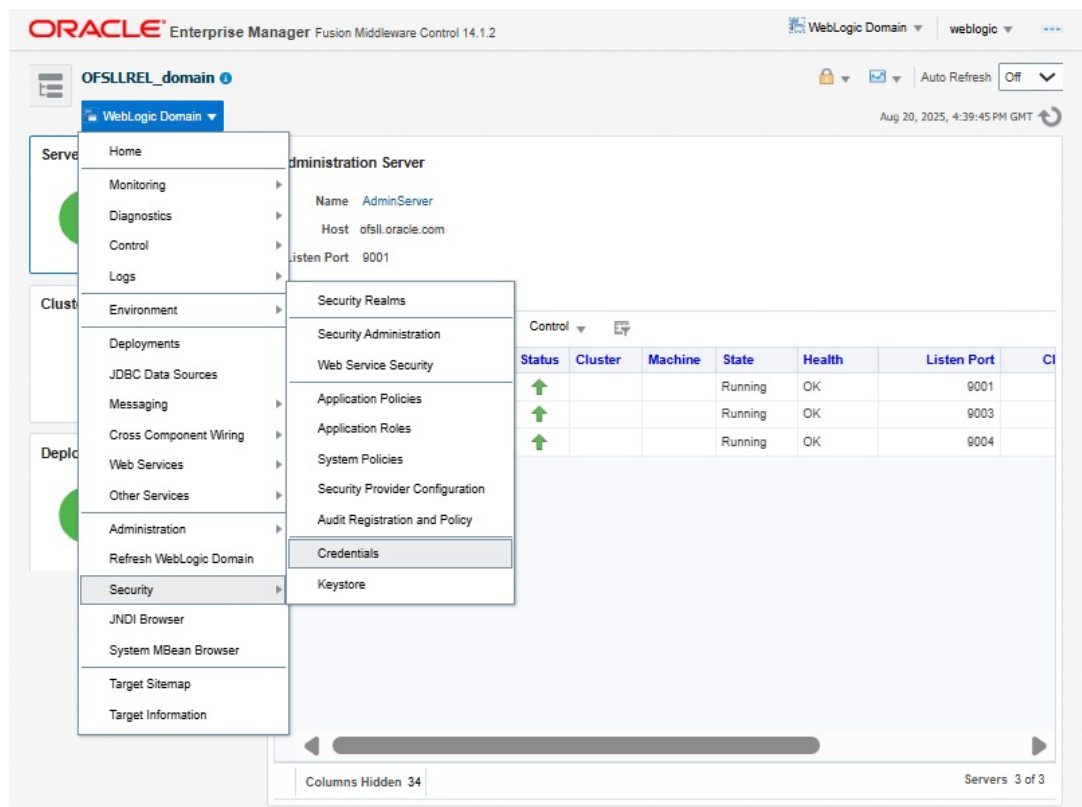 ORACLE Enterprise Manager Fusion Middleware Control 14.1.2
WebLogic Domain
weblogic
OFSLLREL_domain
Auto Refresh Off
WebLogic Domain
Aug 20, 2025, 4:39:45 PM GMT
Serve
Clust
Deplo
Home
Monitoring
Diagnostics
Control
Logs
Environment
Deployments
JDBC Data Sources
Messaging
Cross Component Wiring
Web Services
Other Services
Administration
Refresh WebLogic Domain
Security
JNDI Browser
System MBean Browser
Target Sitemap
Target Information
Security Realms
Security Administration
Web Service Security
Application Policies
Application Roles
System Policies
Security Provider Configuration
Audit Registration and Policy
Credentials
Keystore
dministration Server
Name AdminServer
Host ofsll.oracle.com
isten Port 9001
Control
Status Cluster Machine State Health Listen Port Cl
Running OK 9001
Running OK 9003
Running OK 9004
Columns Hidden 34
Servers 3 of 3